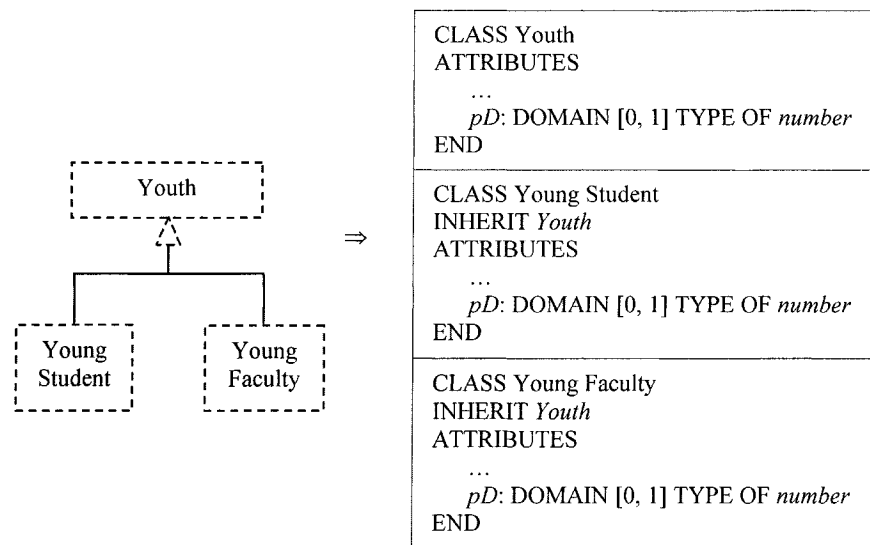 Youth
Young
Student
Young
Faculty
⇒
CLASS Youth
ATTRIBUTES
...
pD: DOMAIN [0, 1] TYPE OF number
END
CLASS Young Student
INHERIT Youth
ATTRIBUTES
...
pD: DOMAIN [0, 1] TYPE OF number
END
CLASS Young Faculty
INHERIT Youth
ATTRIBUTES
...
pD: DOMAIN [0, 1] TYPE OF number
END